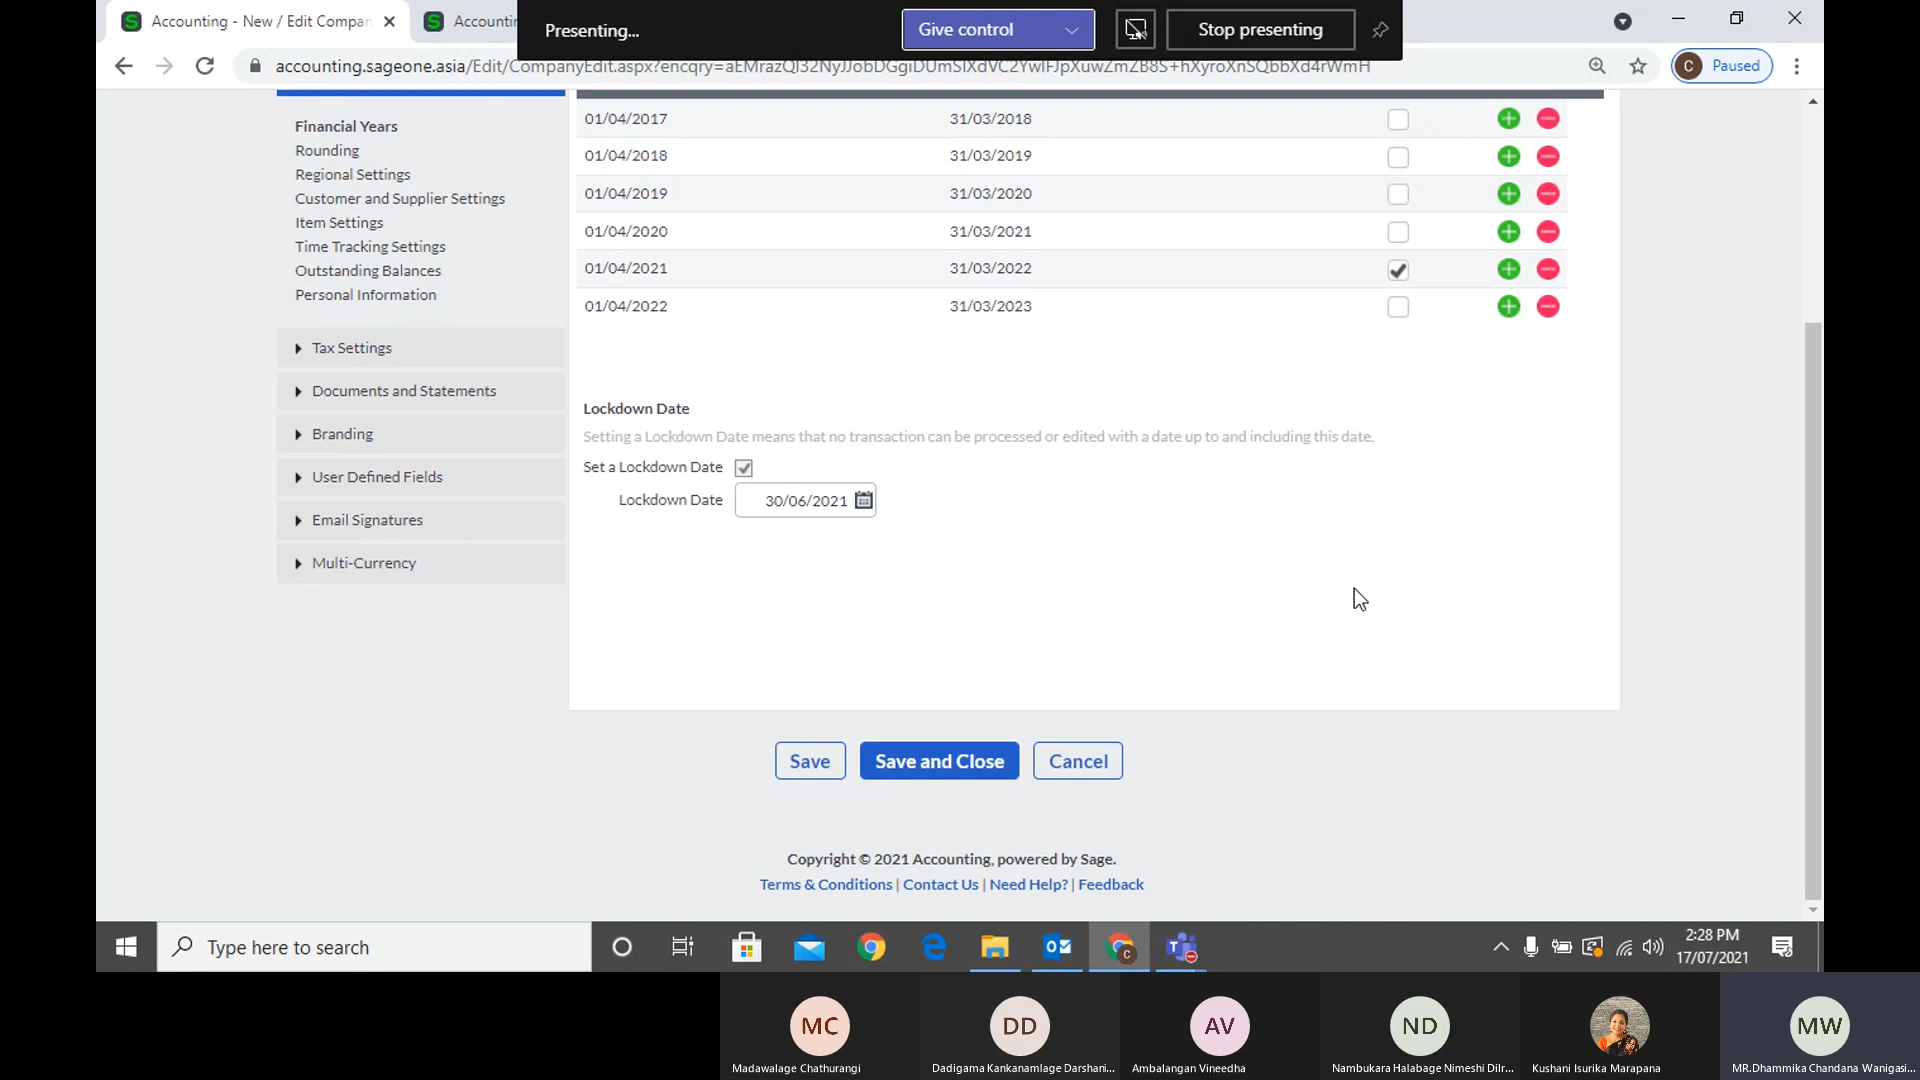 Accounting - New / Edit Compan
Accountin
Presenting...
Give control
Stop presenting
accounting.sageone.asia/Edit/CompanyEdit.aspx?encqry=
C Paused
Financial Years
Rounding
Regional Settings
Customer and Supplier Settings
Item Settings
Time Tracking Settings
Outstanding Balances
Personal Information
Tax Settings
Documents and Statements
Branding
User Defined Fields
Email Signatures
Multi-Currency
01/04/2017 31/03/2018
01/04/2018 31/03/2019
01/04/2019 31/03/2020
01/04/2020 31/03/2021
01/04/2021 31/03/2022
01/04/2022 31/03/2023
Lockdown Date
Setting a Lockdown Date means that no transaction can be processed or edited with a date up to and including this date.
Set a Lockdown Date
Lockdown Date 30/06/2021
Save Save and Close Cancel
Copyright © 2021 Accounting, powered by Sage.
Terms & Conditions | Contact Us | Need Help? | Feedback
Type here to search
2:28 PM
17/07/2021
MC DD AV ND MW
Madawalage Chathurangi
Dadigama Kankanamlage Darshani...
Ambalangan Vineedha
Nambukara Halabage Nimeshi Dilr...
Kushani Isurika Marapana
MR.Dhammika Chandana Wanigasi...